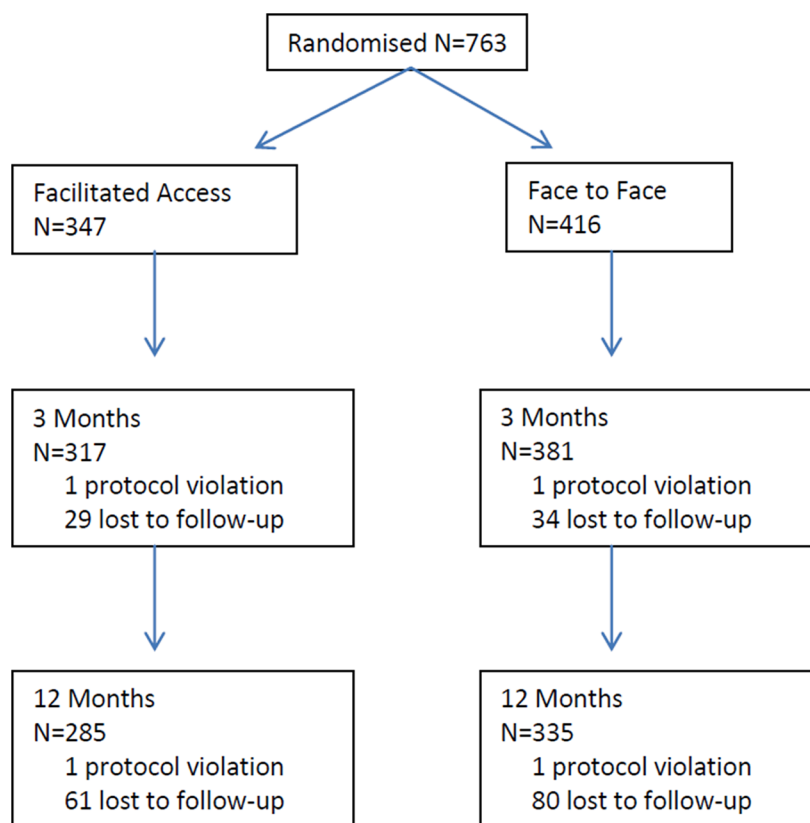 Randomised N=763
Facilitated Access
N=347
Face to Face
N=416
3 Months
N=317
1 protocol violation
29 lost to follow-up
3 Months
N=381
1 protocol violation
34 lost to follow-up
12 Months
N=285
1 protocol violation
61 lost to follow-up
12 Months
N=335
1 protocol violation
80 lost to follow-up